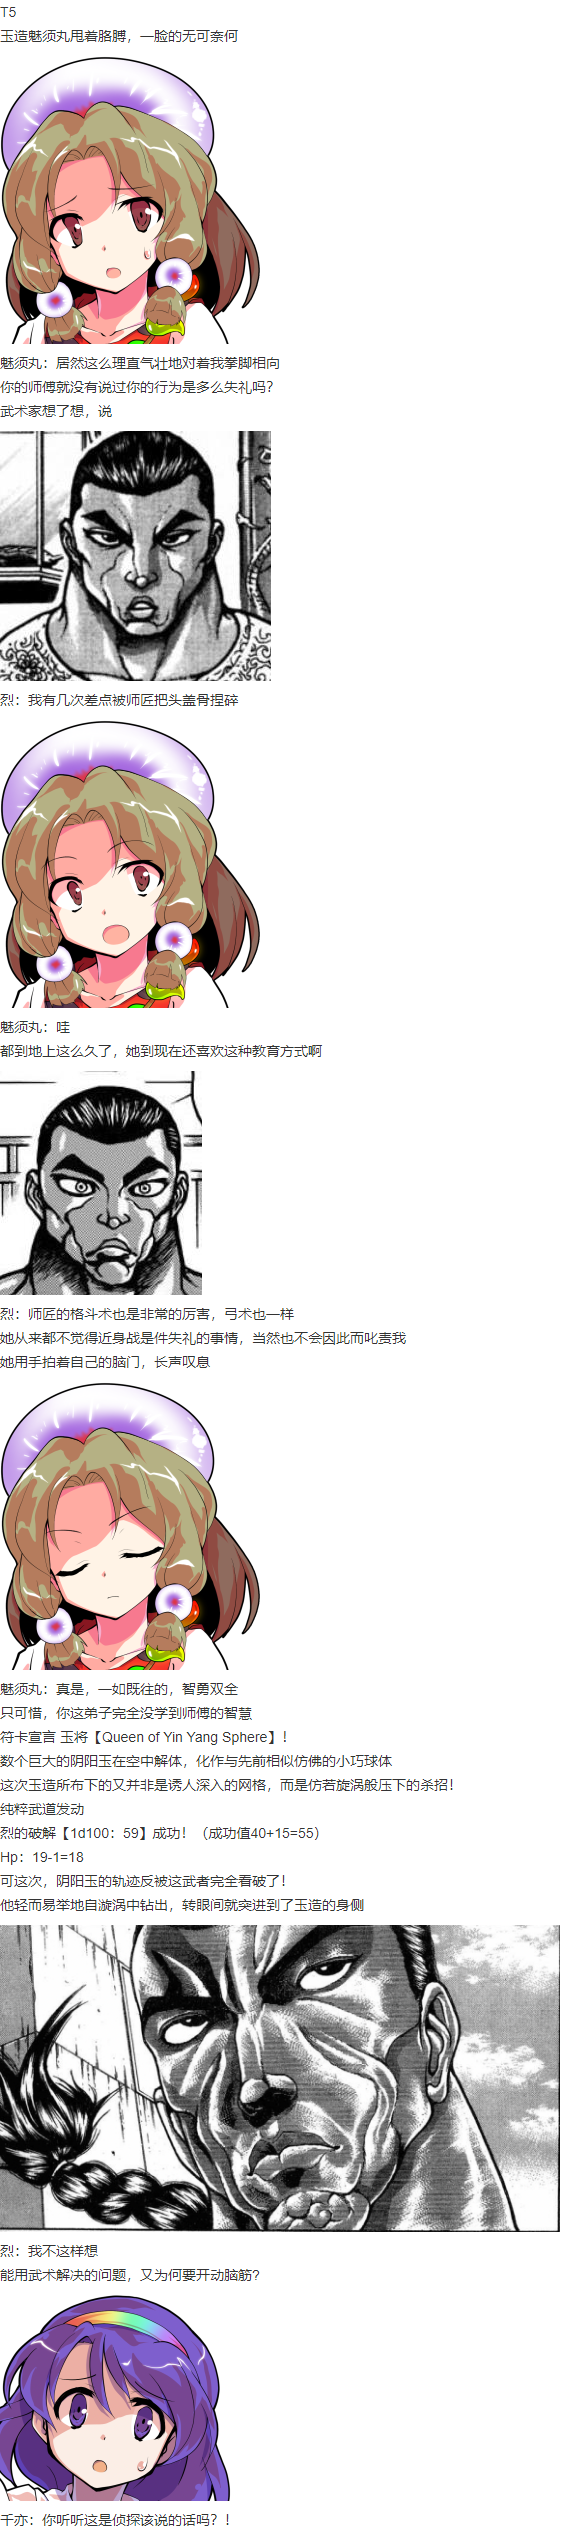 T5
玉造魅须丸甩着胳膊，一脸的无可奈何
魅须丸：居然这么理直气壮地对着我拳脚相向
你的师傅就没有说过你的行为是多么失礼吗？
武术家想了想，说
烈：我有几次差点被师匠把头盖骨捏碎
魅须丸：哇
都到地上这么久了，她到现在还喜欢这种教育方式啊
烈：师匠的格斗术也是非常的厉害，弓术也一样
她从来都不觉得近身战是件失礼的事情，当然也不会因此而叱责我
她用手拍着自己的脑门，长声叹息
魅须丸：真是，一如既往的，智勇双全
只可惜，你这弟子完全没学到师傅的智慧
符卡宣言 玉将【Queen of Yin Yang Sphere】！
数个巨大的阴阳玉在空中解体，化作与先前相似仿佛的小巧球体
这次玉造所布下的又并非是诱人深入的网格，而是仿若旋涡般压下的杀招！
纯粹武道发动
烈的破解【1d100：59】成功！（成功值40+15=55）
Hp：19-1=18
可这次，阴阳玉的轨迹反被这武者完全看破了！
他轻而易举地自漩涡中钻出，转眼间就突进到了玉造的身侧
烈：我不这样想
能用武术解决的问题，又为何要开动脑筋？
千亦：你听听这是侦探该说的话吗？！